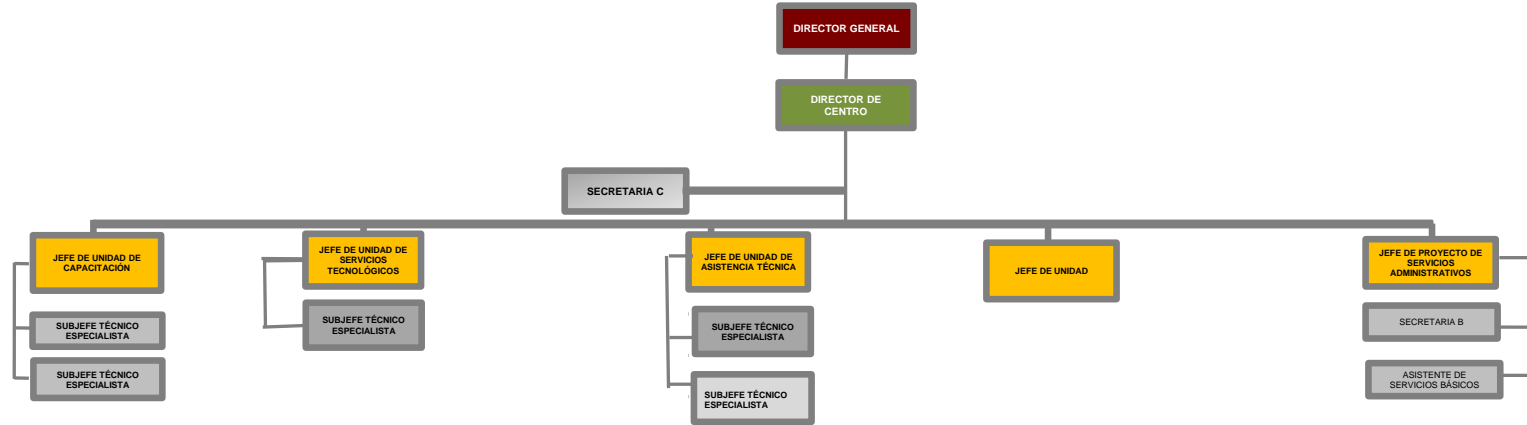 DIRECTOR GENERAL
DIRECTOR DE
CENTRO
SECRETARIA C
JEFE DE UNIDAD DE
CAPACITACIÓN
JEFE DE UNIDAD DE
SERVICIOS
TECNOLÓGICOS
JEFE DE UNIDAD DE
ASISTENCIA TÉCNICA
JEFE DE UNIDAD
JEFE DE PROYECTO DE
SERVICIOS
ADMINISTRATIVOS
SUBJEFE TÉCNICO
ESPECIALISTA
SUBJEFE TÉCNICO
ESPECIALISTA
SUBJEFE TÉCNICO
ESPECIALISTA
SUBJEFE TÉCNICO
ESPECIALISTA
SUBJEFE TÉCNICO
ESPECIALISTA
SECRETARIA B
ASISTENTE DE
SERVICIOS BÁSICOS